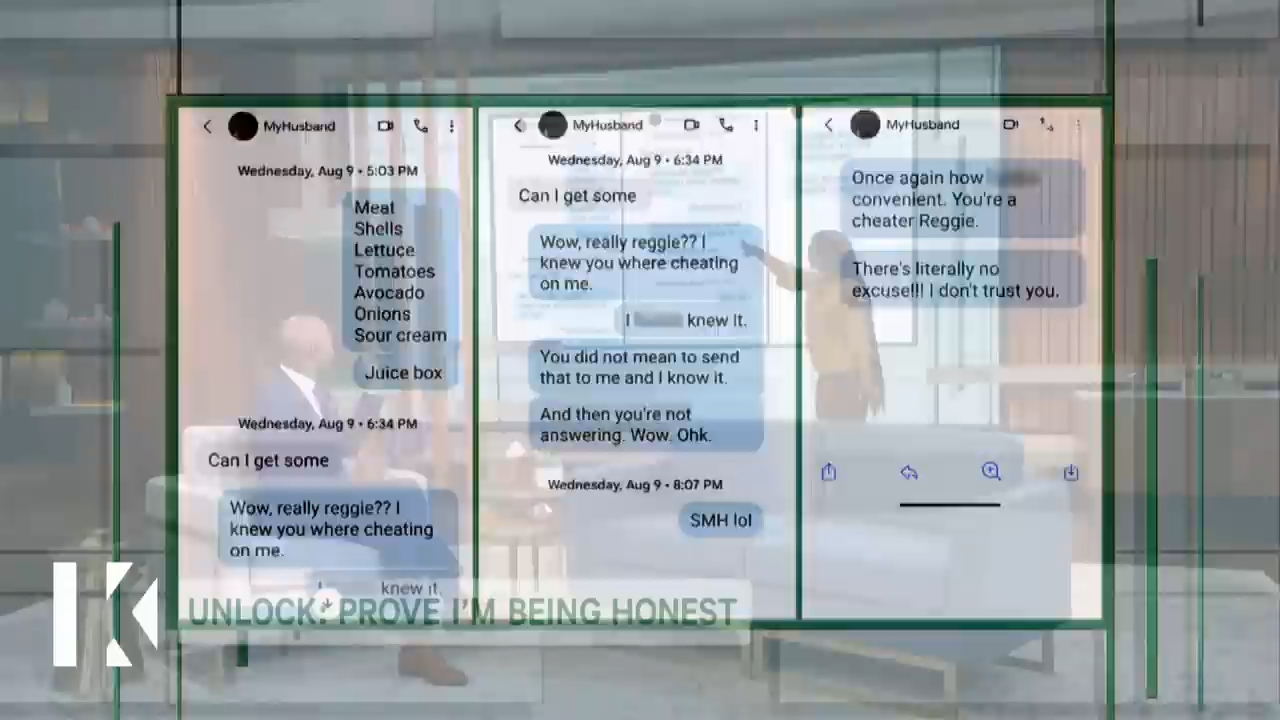 MyHusband
Wednesday, Aug 9 • 5:03 PM
Meat
Shells
Lettuce
Tomatoes
Avocado
Onions
Sour cream
Juice box
Wednesday, Aug 9 • 6:34 PM
Can I get some
Wow, really reggie?? I
knew you where cheating
on me.
I knew it.
MyHusband
Wednesday, Aug 9 • 6:34 PM
Can I get some
Wow, really reggie?? I
knew you where cheating
on me.
I knew it.
You did not mean to send
that to me and I know it.
And then you're not
answering. Wow. Ohk.
Wednesday, Aug 9 • 8:07 PM
SMH lol
MyHusband
Once again how
convenient. You're a
cheater Reggie.
There's literally no
excuse!!! I don't trust you.
K
UNLOCK: PROVE I'M BEING HONEST